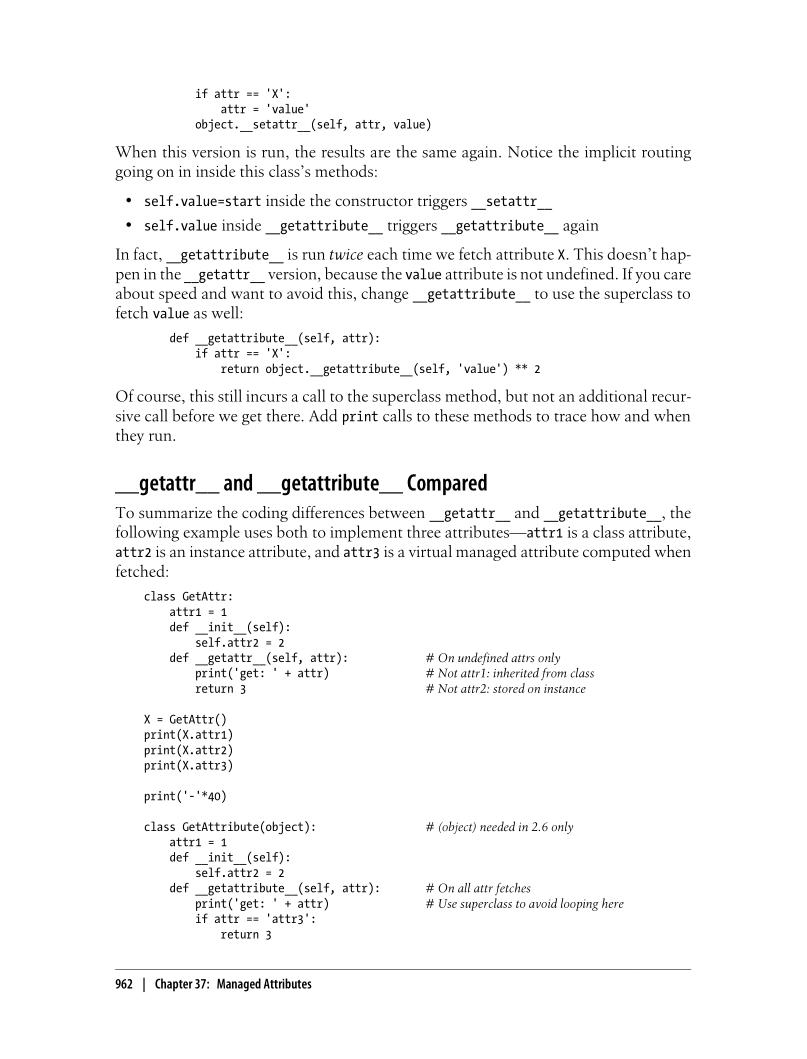 if attr == 'X':
attr = 'value'
object.__setattr__(self, attr, value)
When this version is run, the results are the same again. Notice the implicit routing
going on in inside this class's methods:
• self.value=start inside the constructor triggers __setattr__
• self.value inside __getattribute__ triggers __getattribute__ again
In fact, __getattribute__ is run twice each time we fetch attribute X. This doesn't hap-
pen in the __getattr__ version, because the value attribute is not undefined. If you care
about speed and want to avoid this, change __getattribute__ to use the superclass to
fetch value as well:
def __getattribute__(self, attr):
if attr == 'X':
return object.__getattribute__(self, 'value') ** 2
Of course, this still incurs a call to the superclass method, but not an additional recur-
sive call before we get there. Add print calls to these methods to trace how and when
they run.
__getattr__ and __getattribute__ Compared
To summarize the coding differences between __getattr__ and __getattribute__, the
following example uses both to implement three attributes—attr1 is a class attribute,
attr2 is an instance attribute, and attr3 is a virtual managed attribute computed when
fetched:
class GetAttr:
attr1 = 1
def __init__(self):
self.attr2 = 2
def __getattr__(self, attr): # On undefined attrs only
print('get: ' + attr) # Not attr1: inherited from class
return 3 # Not attr2: stored on instance
X = GetAttr()
print(X.attr1)
print(X.attr2)
print(X.attr3)
print('-'*40)
class GetAttribute(object): # (object) needed in 2.6 only
attr1 = 1
def __init__(self):
self.attr2 = 2
def __getattribute__(self, attr): # On all attr fetches
print('get: ' + attr) # Use superclass to avoid looping here
if attr == 'attr3':
return 3
962 | Chapter 37: Managed Attributes